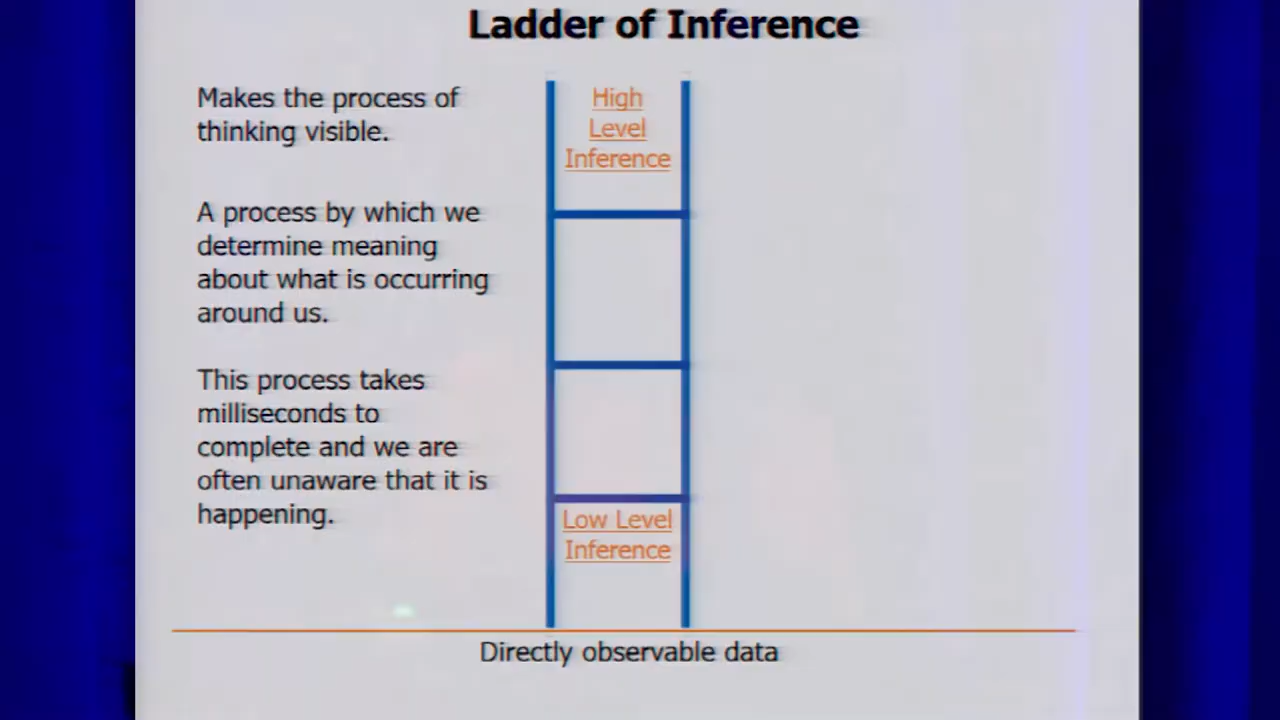 Ladder of Inference
Makes the process of
thinking visible.
A process by which we
determine meaning
about what is occurring
around us.
This process takes
milliseconds to
complete and we are
often unaware that it is
happening.
High
Level
Inference
Low Level
Inference
Directly observable data